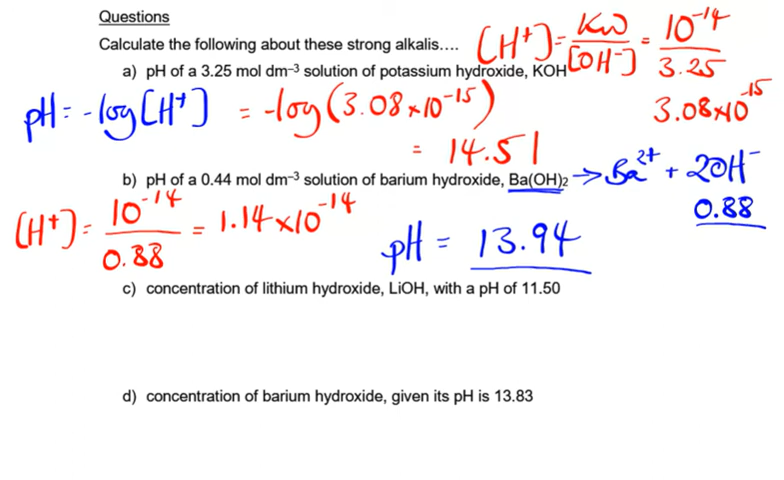 Questions
Calculate the following about these strong alkalis….
[H⁺] = Kw/[OH⁻] = 10⁻¹⁴/3.25
a) pH of a 3.25 mol dm⁻³ solution of potassium hydroxide, KOH
3.08×10⁻¹⁵
pH = -log[H⁺] = -log(3.08×10⁻¹⁵)
= 14.51
b) pH of a 0.44 mol dm⁻³ solution of barium hydroxide, Ba(OH)₂ → Ba²⁺ + 2OH⁻
0.88
[H⁺] = 10⁻¹⁴/0.88 = 1.14×10⁻¹⁴
pH = 13.94
c) concentration of lithium hydroxide, LiOH, with a pH of 11.50
d) concentration of barium hydroxide, given its pH is 13.83